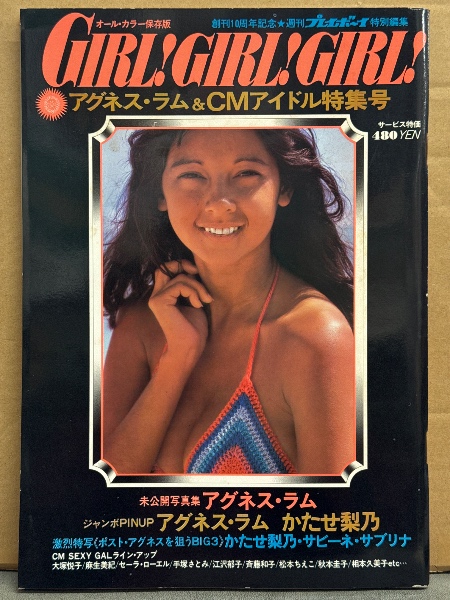 オール・カラー保存版
創刊10周年記念★週刊プレイボーイ特別編集
GIRL!GIRL!GIRL!
アグネス・ラム&CMアイドル特集号
サービス特価
480YEN
未公開写真集アグネス・ラム
ジャンボPINUP アグネス・ラム かたせ梨乃
激烈特写《ポスト・アグネスを狙うBIG3》かたせ梨乃・サビーネ・サブリナ
CM SEXY GALライン・アップ
大塚悦子/麻生美紀/セーラ・ローエル/手塚さとみ/江沢郁子/斉藤和子/松本ちえこ/秋本圭子/相本久美子etc…